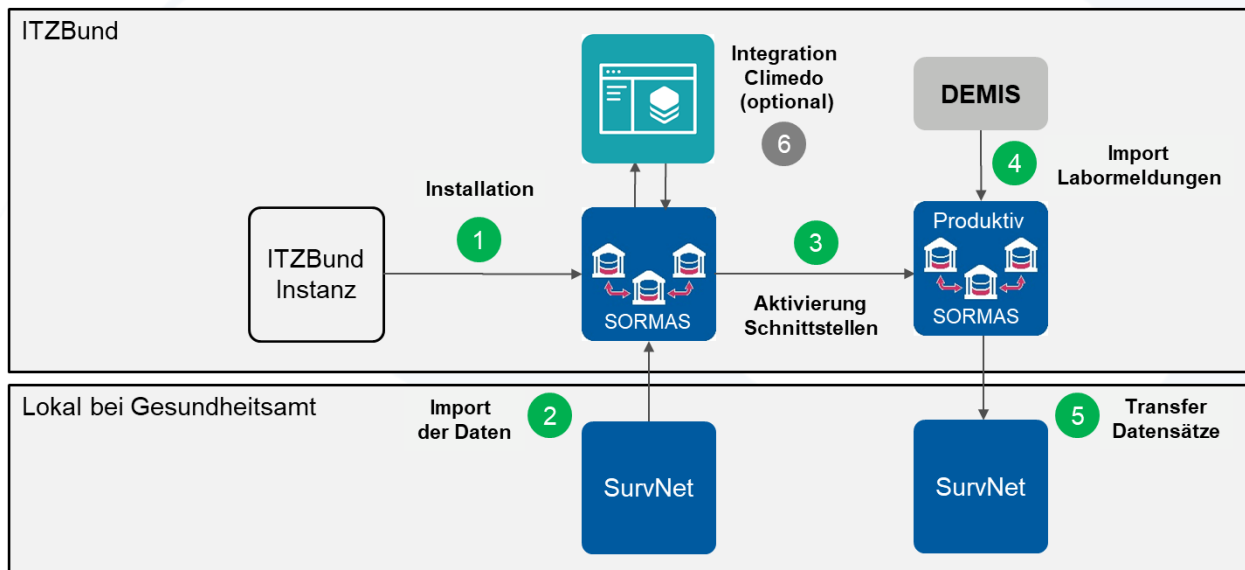 ITZBund
Integration
Climedo
(optional)
6
DEMIS
4
Import
Labormeldungen
Installation
1
ITZBund
Instanz
SORMAS
3
Aktivierung
Schnittstellen
Produktiv
SORMAS
Lokal bei Gesundheitsamt
Import
der Daten
2
SurvNet
5
Transfer
Datensätze
SurvNet